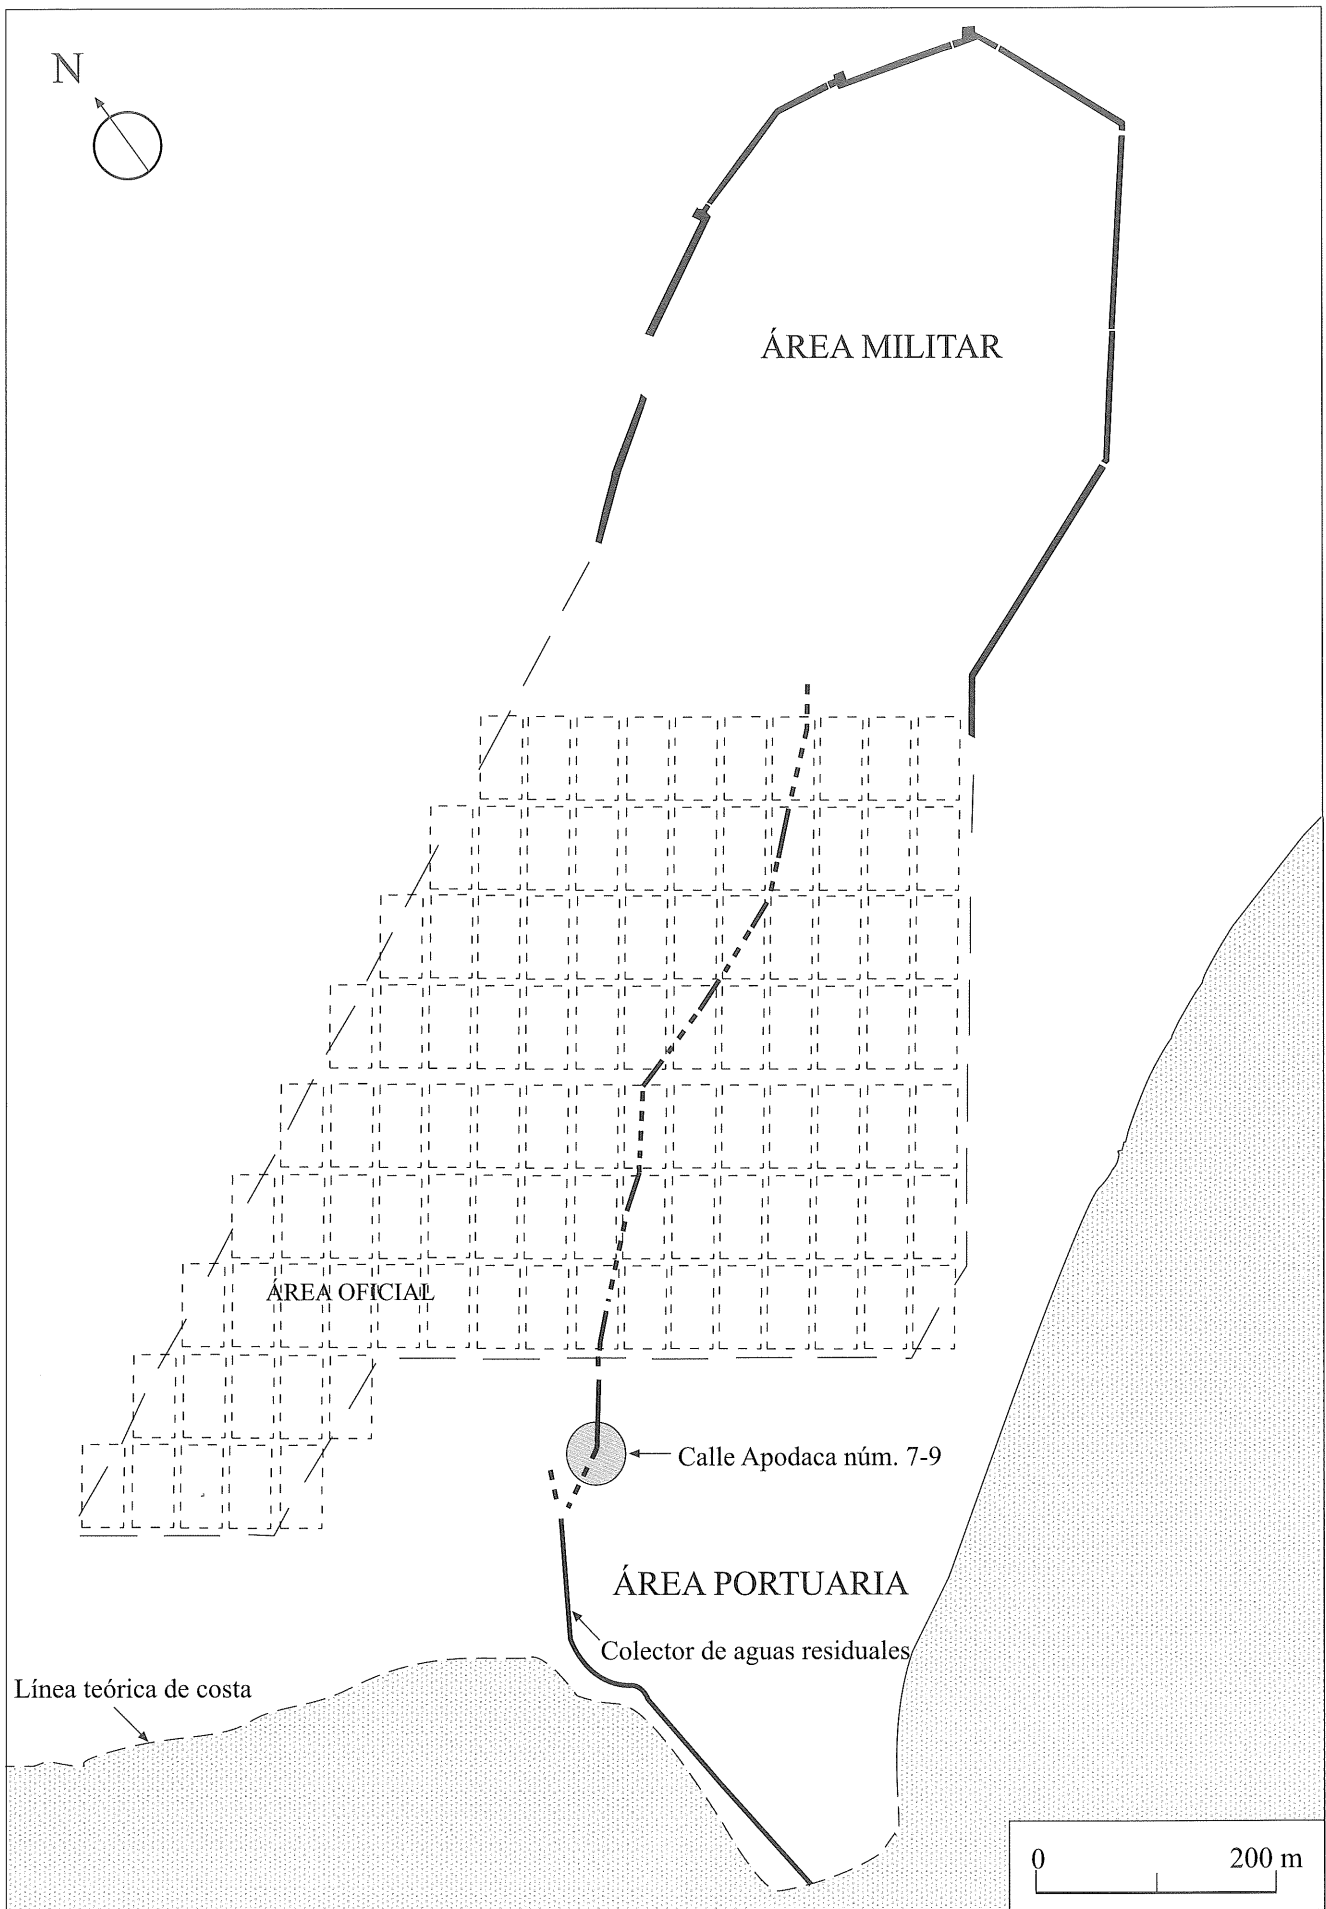 N
ÁREA MILITAR
ÁREA OFICIAL
Calle Apodaca núm. 7-9
ÁREA PORTUARIA
Colector de aguas residuales
Línea teórica de costa
0 200 m